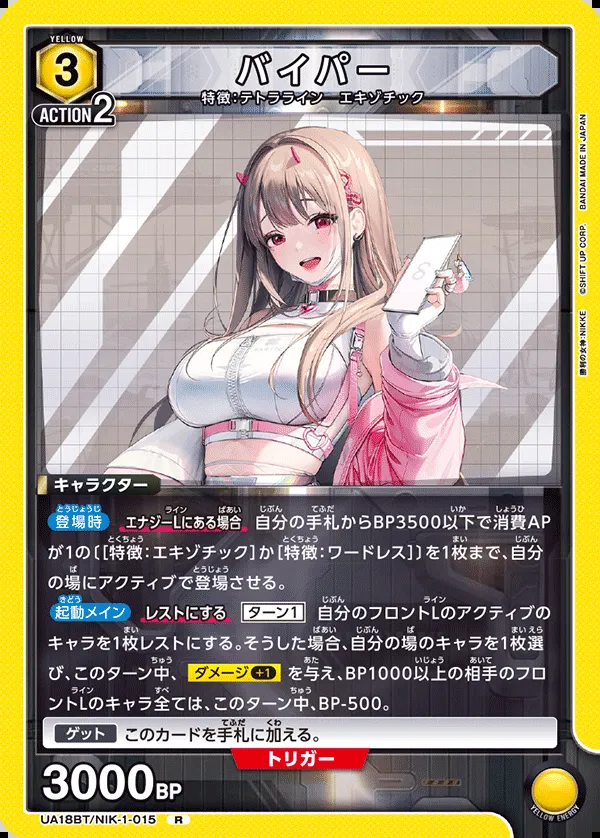 YELLOW
3
ACTION2
バイパー
特徴:テトラライン エキゾチック
勝利の女神:NIKKE ©SHIFT UP CORP. BANDAI MADE IN JAPAN
8
キャラクター
登場時 エナジーLにある場合 自分の手札からBP3500以下で消費AP
が1の〔[特徴:エキゾチック]か[特徴:ワードレス]〕を1枚まで、自分
の場にアクティブで登場させる。
起動メイン レストにする ターン1 自分のフロントLのアクティブの
キャラを1枚レストにする。そうした場合、自分の場のキャラを1枚選
び、このターン中、 ダメージ+1 を与え、BP1000以上の相手のフロ
ントLのキャラ全ては、このターン中、BP-500。
ゲット このカードを手札に加える。
トリガー
3000BP
YELLOW ENERGY
UA18BT/NIK-1-015 R